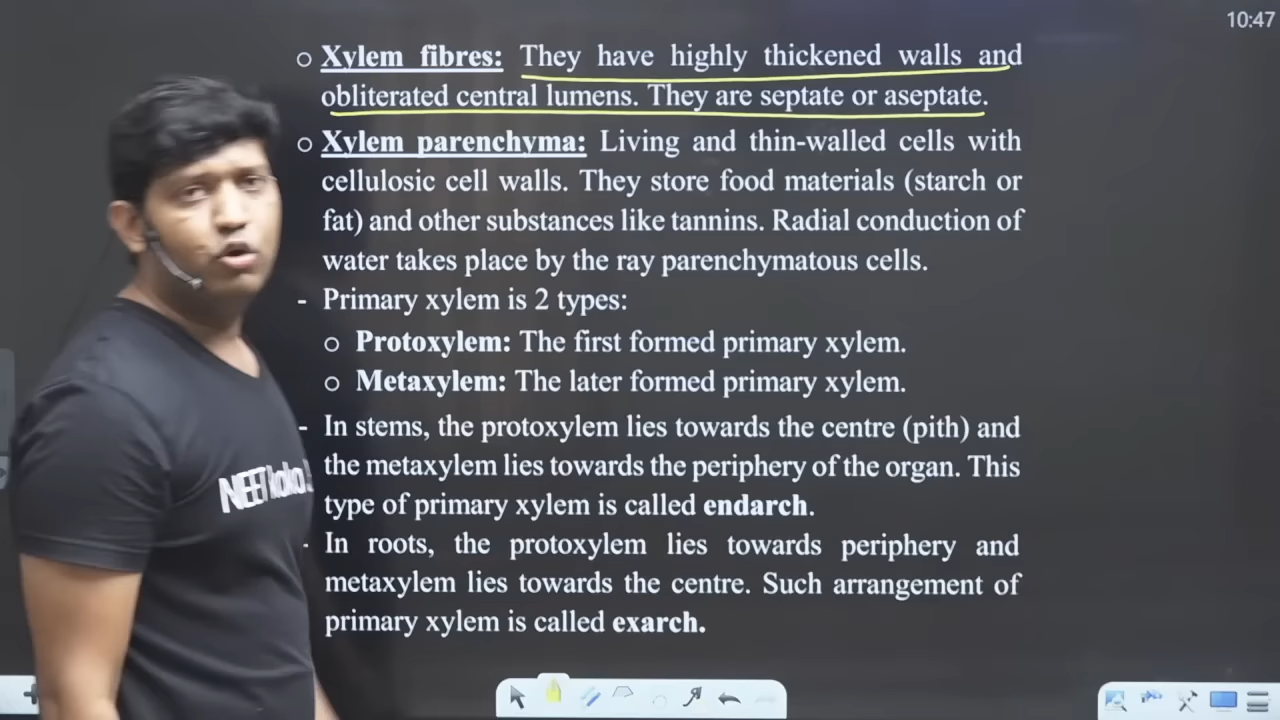 10:47
○ Xylem fibres: They have highly thickened walls and
obliterated central lumens. They are septate or aseptate.
○ Xylem parenchyma: Living and thin-walled cells with
cellulosic cell walls. They store food materials (starch or
fat) and other substances like tannins. Radial conduction of
water takes place by the ray parenchymatous cells.
- Primary xylem is 2 types:
○ Protoxylem: The first formed primary xylem.
○ Metaxylem: The later formed primary xylem.
- In stems, the protoxylem lies towards the centre (pith) and
the metaxylem lies towards the periphery of the organ. This
type of primary xylem is called endarch.
- In roots, the protoxylem lies towards periphery and
metaxylem lies towards the centre. Such arrangement of
primary xylem is called exarch.
NEET